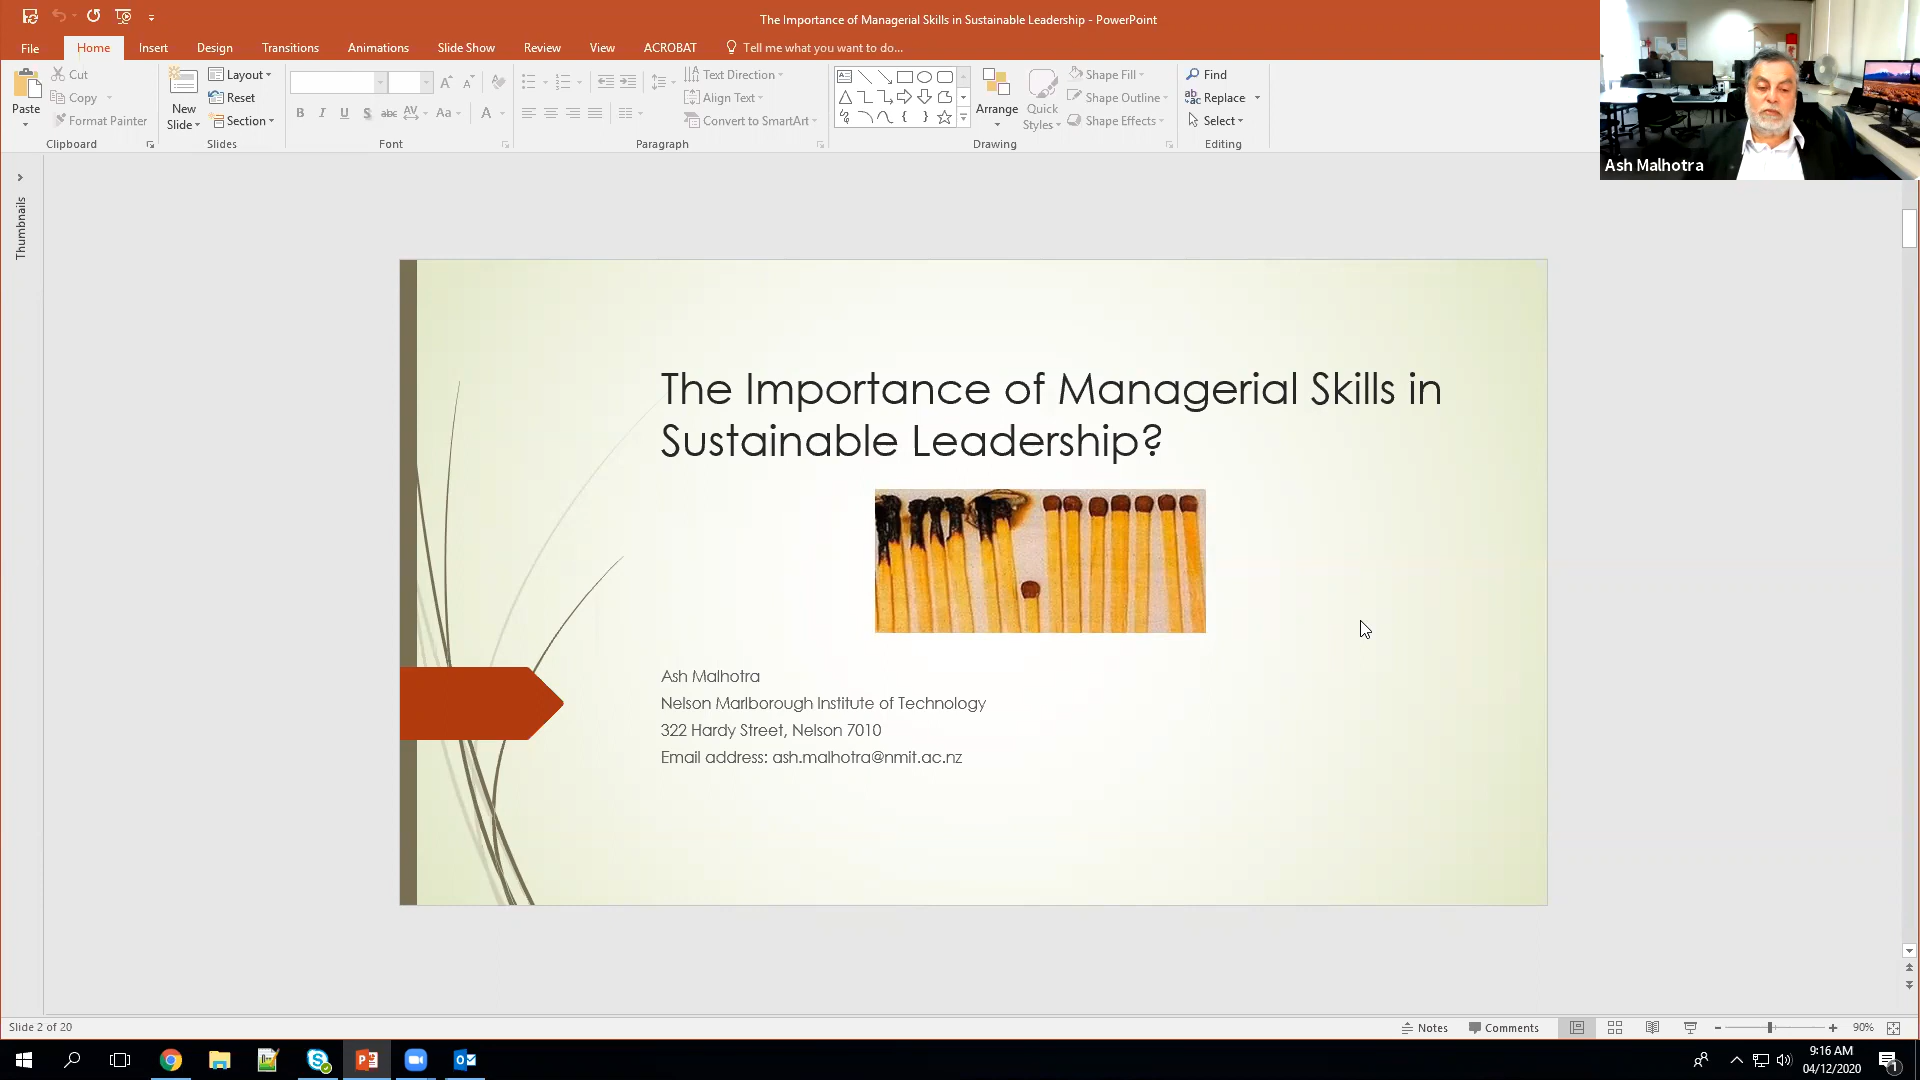 The Importance of Managerial Skills in Sustainable Leadership - PowerPoint
File Home Insert Design Transitions Animations Slide Show Review View ACROBAT Tell me what you want to do...
Paste
Cut
Copy
Format Painter
Clipboard
New Slide
Layout
Reset
Section
Slides
B I U S abc AV Aa A
Font
Text Direction
Align Text
Convert to SmartArt
Paragraph
Arrange
Quick Styles
Shape Fill
Shape Outline
Shape Effects
Drawing
Find
Replace
Select
Editing
Ash Malhotra
Thumbnails
The Importance of Managerial Skills in
Sustainable Leadership?
Ash Malhotra
Nelson Marlborough Institute of Technology
322 Hardy Street, Nelson 7010
Email address: ash.malhotra@nmit.ac.nz
Slide 2 of 20
Notes Comments 90%
9:16 AM
04/12/2020
1